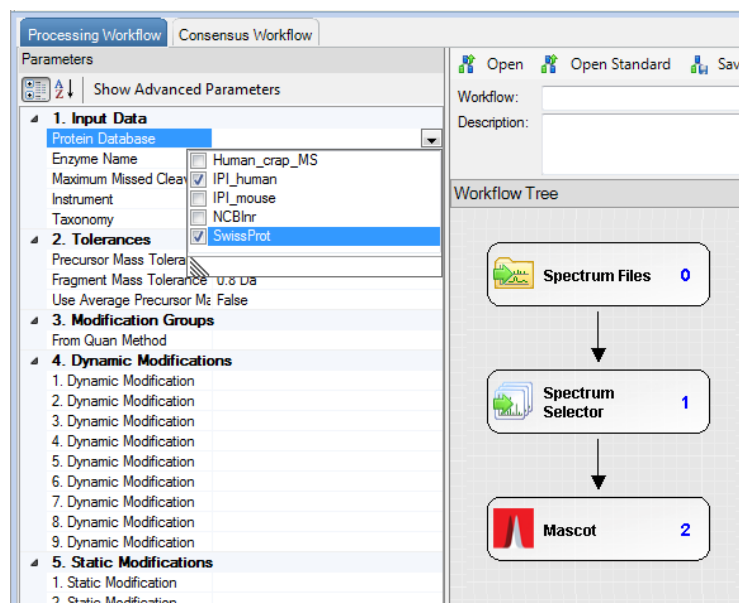 Processing Workflow Consensus Workflow
Parameters
Show Advanced Parameters
1. Input Data
Protein Database
Enzyme Name
Maximum Missed Cleav
Instrument
Taxonomy
Human_crap_MS
IPI_human
IPI_mouse
NCBInr
SwissProt
2. Tolerances
Precursor Mass Tolera
Fragment Mass Tolerance 0.8 Da
Use Average Precursor Ma False
3. Modification Groups
From Quan Method
4. Dynamic Modifications
1. Dynamic Modification
2. Dynamic Modification
3. Dynamic Modification
4. Dynamic Modification
5. Dynamic Modification
6. Dynamic Modification
7. Dynamic Modification
8. Dynamic Modification
9. Dynamic Modification
5. Static Modifications
1. Static Modification
2. Static Modification
Open Open Standard Sav
Workflow:
Description:
Workflow Tree
Spectrum Files 0
Spectrum
Selector 1
Mascot 2